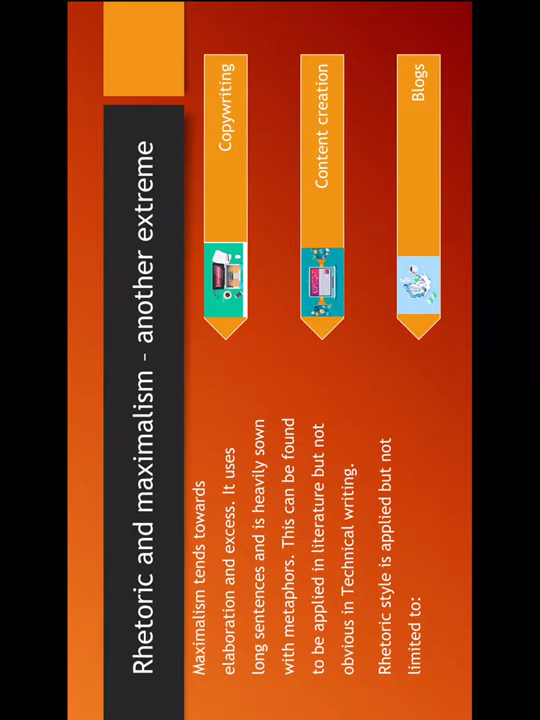 Rhetoric and maximalism - another extreme
Maximalism tends towards
elaboration and excess. It uses
long sentences and is heavily sown
with metaphors. This can be found
to be applied in literature but not
obvious in Technical writing.
Rhetoric style is applied but not
limited to:
Copywriting
Content creation
Blogs